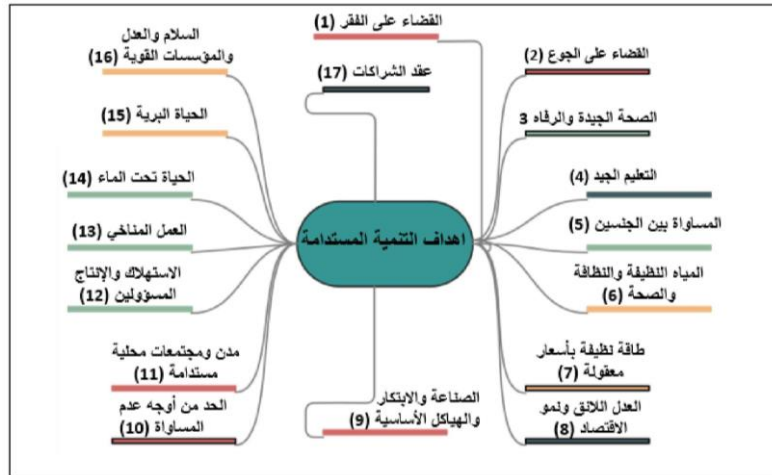 القضاء على الفقر (1)
القضاء على الجوع (2)
الصحة الجيدة والرفاه 3
التعليم الجيد (4)
المساواة بين الجنسين (5)
المياه النظيفة والنظافة
والصحة (6)
طاقة نظيفة بأسعار
معقولة (7)
العدل اللائق ونمو
الاقتصاد (8)
الصناعة والابتكار
والهياكل الأساسية (9)
الحد من أوجه عدم
المساواة (10)
مدن ومجتمعات محلية
مستدامة (11)
الاستهلاك والإنتاج
المسؤولين (12)
العمل المناخي (13)
الحياة تحت الماء (14)
الحياة البرية (15)
السلام والعدل
والمؤسسات القوية (16)
عقد الشراكات (17)
اهداف التنمية المستدامة